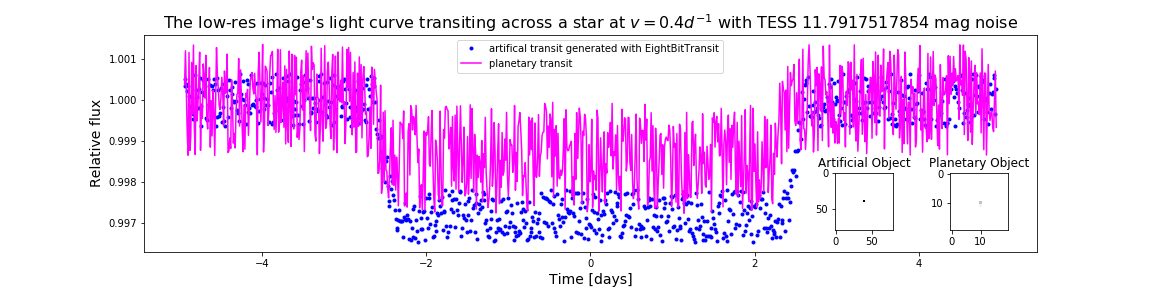 The low-res image's light curve transiting across a star at v = 0.4d⁻¹ with TESS 11.7917517854 mag noise
artifical transit generated with EightBitTransit
planetary transit
1.001
1.000
0.999
0.998
0.997
Relative flux
Artificial Object
Planetary Object
0
50
0
50
0
10
0
10
−4
−2
0
2
4
Time [days]